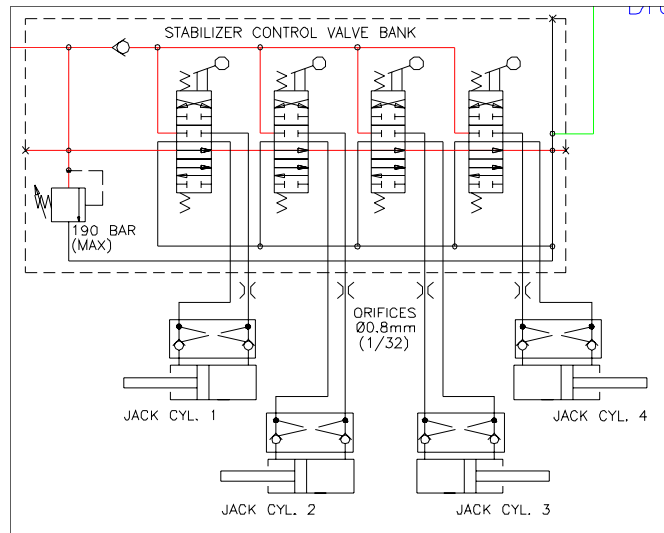 STABILIZER CONTROL VALVE BANK
190 BAR
(MAX)
ORIFICES
Ø0.8mm
(1/32)
JACK CYL. 1
JACK CYL. 4
JACK CYL. 2
JACK CYL. 3